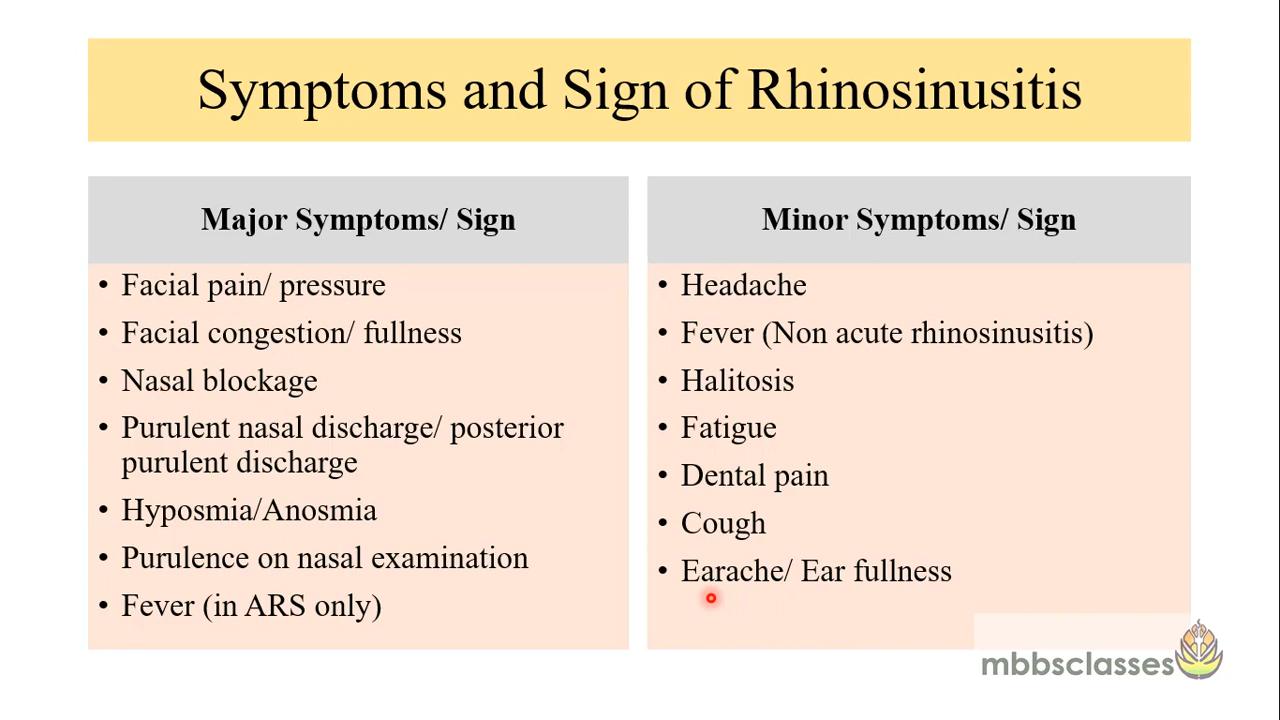 Symptoms and Sign of Rhinosinusitis
Major Symptoms/ Sign
• Facial pain/ pressure
• Facial congestion/ fullness
• Nasal blockage
• Purulent nasal discharge/ posterior
purulent discharge
• Hyposmia/Anosmia
• Purulence on nasal examination
• Fever (in ARS only)
Minor Symptoms/ Sign
• Headache
• Fever (Non acute rhinosinusitis)
• Halitosis
• Fatigue
• Dental pain
• Cough
• Earache/ Ear fullness
mbbsclasses